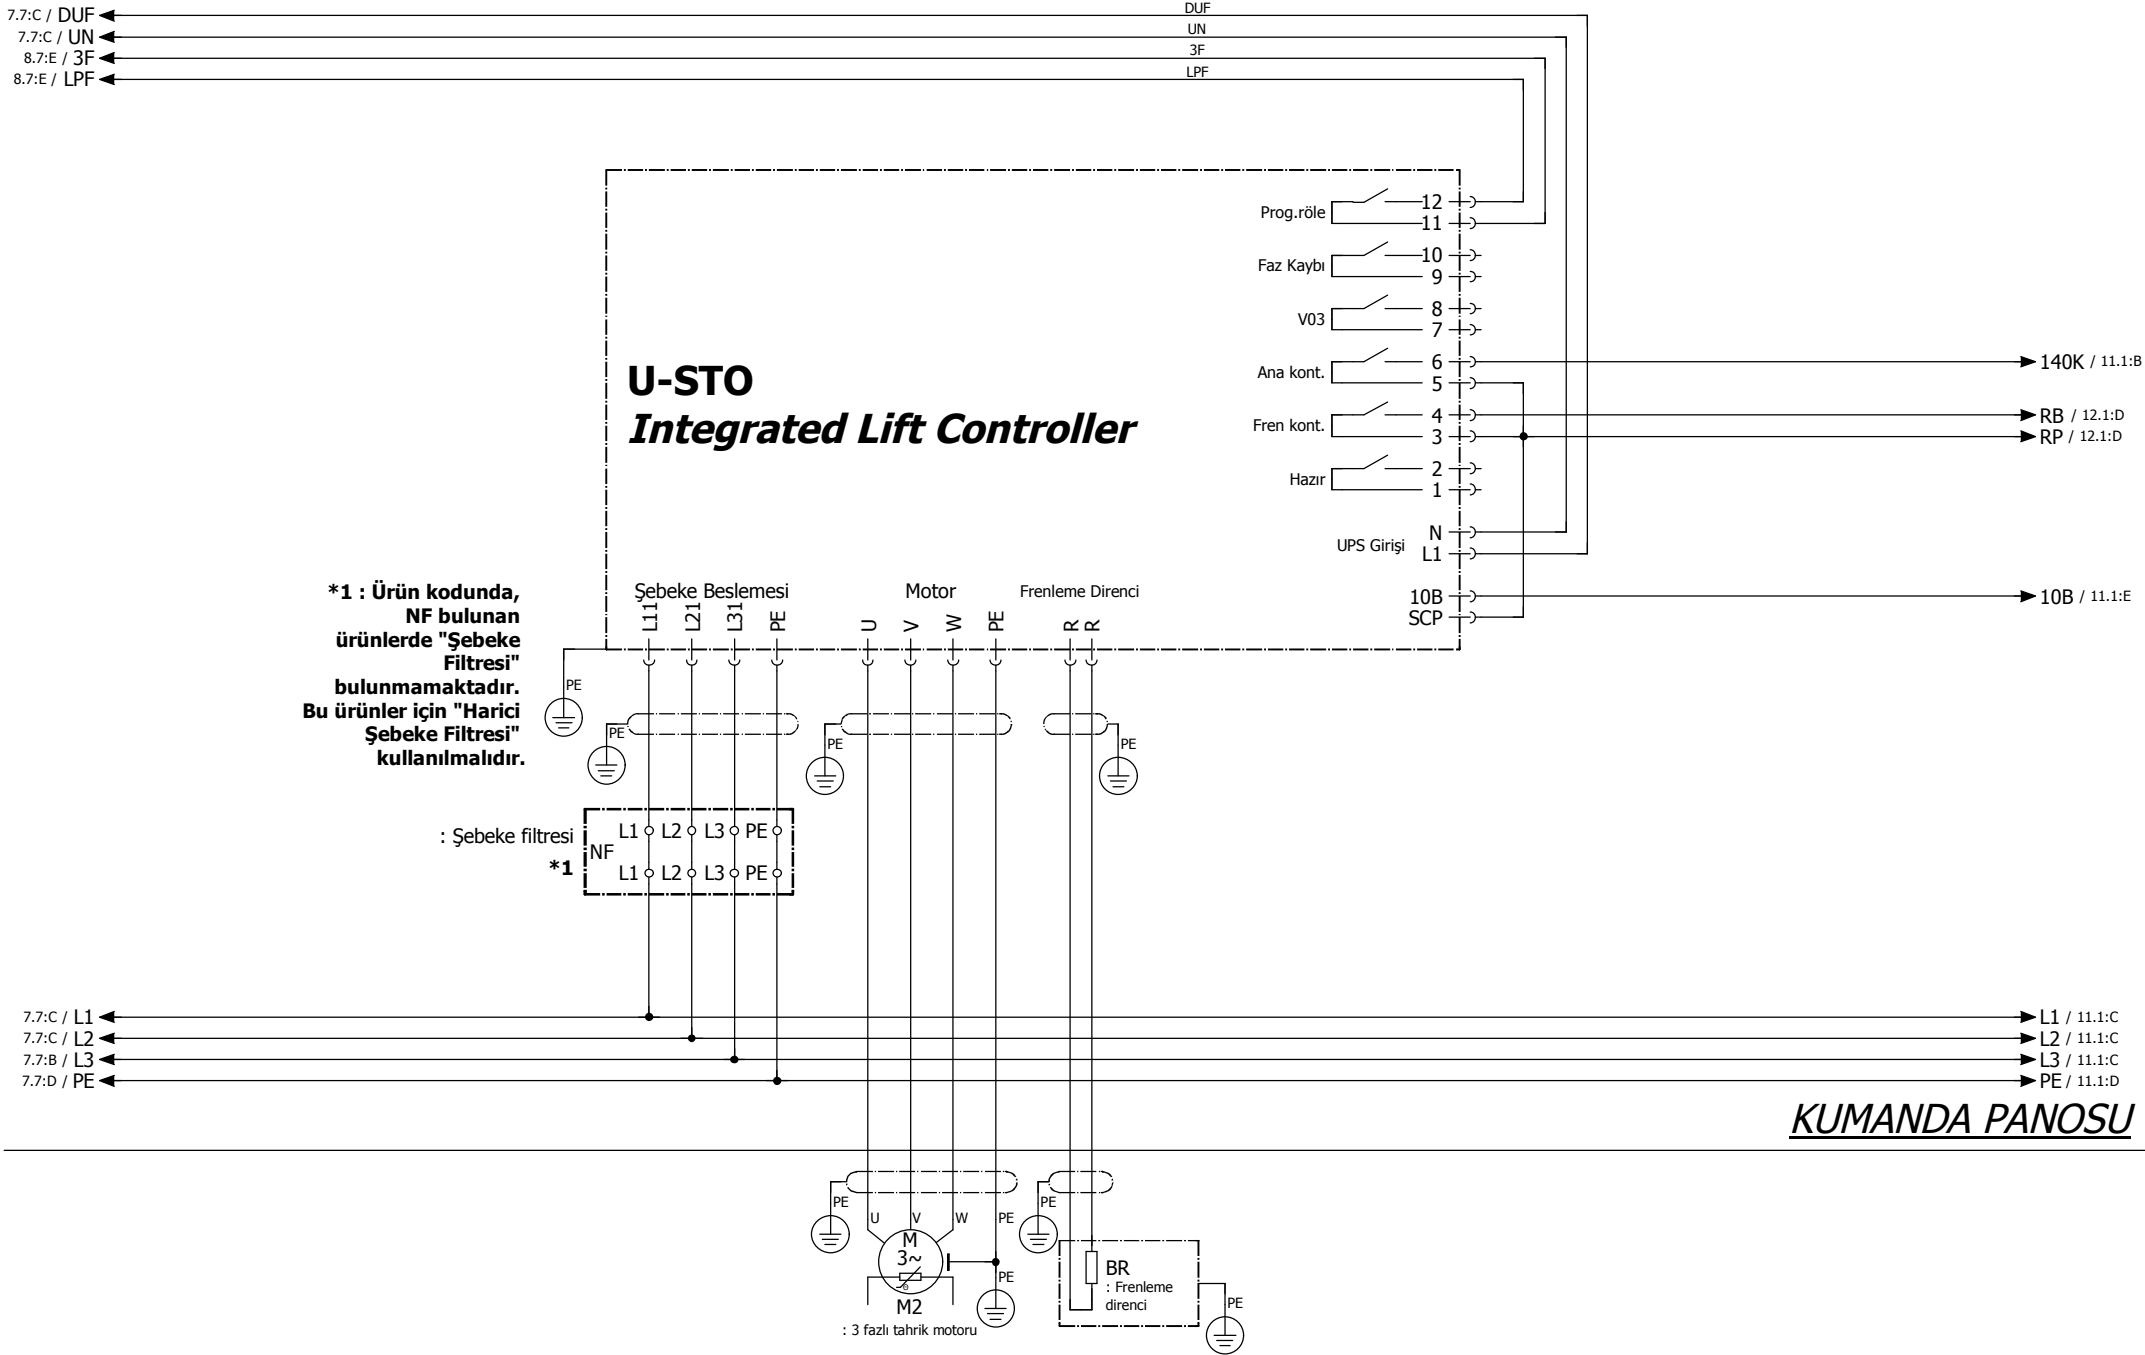 7.7:C / DUF
DUF
7.7:C / UN
UN
8.7:E / 3F
3F
8.7:E / LPF
LPF
Prog.röle
12
11
Faz Kaybı
10
9
V03
8
7
Ana kont.
6
5
140K / 11.1:B
Fren kont.
4
3
RB / 12.1:D
RP / 12.1:D
Hazır
2
1
UPS Girişi
N
L1
10B
SCP
10B / 11.1:E
U-STO
Integrated Lift Controller
*1 : Ürün kodunda,
NF bulunan
ürünlerde "Şebeke
Filtresi"
bulunmamaktadır.
Bu ürünler için "Harici
Şebeke Filtresi"
kullanılmalıdır.
Şebeke Beslemesi
L11 L21 L31 PE
Motor
U V W PE
Frenleme Direnci
R R
PE
PE
PE
PE
: Şebeke filtresi
*1
NF
L1 L2 L3 PE
L1 L2 L3 PE
7.7:C / L1
L1 / 11.1:C
7.7:C / L2
L2 / 11.1:C
7.7:B / L3
L3 / 11.1:C
7.7:D / PE
PE / 11.1:D
KUMANDA PANOSU
PE
PE
U V W PE
M
3~
PE
M2
: 3 fazlı tahrik motoru
BR
: Frenleme
direnci
PE